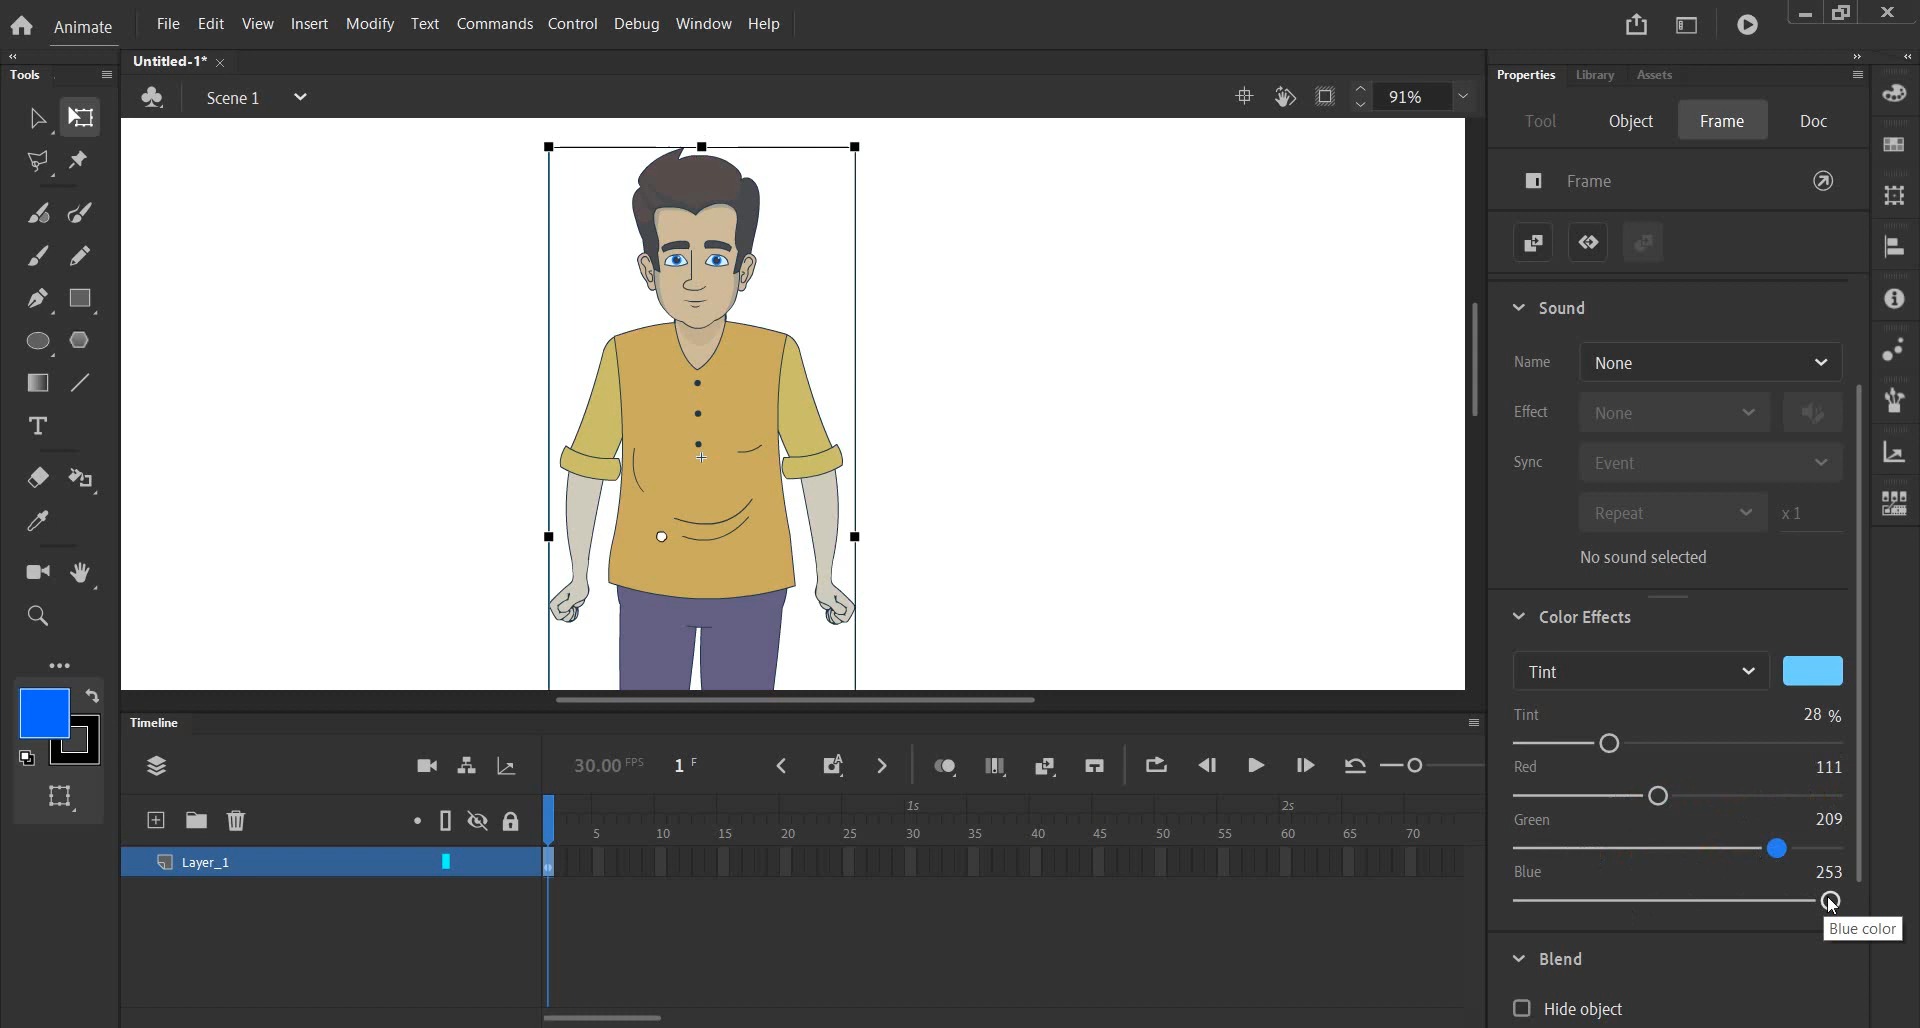 Animate File Edit View Insert Modify Text Commands Control Debug Window Help
Tools
Untitled-1*
Scene 1
91%
Properties Library Assets
Tool Object Frame Doc
Frame
Sound
Name None
Effect None
Sync Event
Repeat x 1
No sound selected
Color Effects
Tint
Tint 28 %
Red 111
Green 209
Blue 253
Blue color
Blend
Hide object
Timeline
30.00 FPS 1 F
1s 2s
5 10 15 20 25 30 35 40 45 50 55 60 65 70
Layer_1